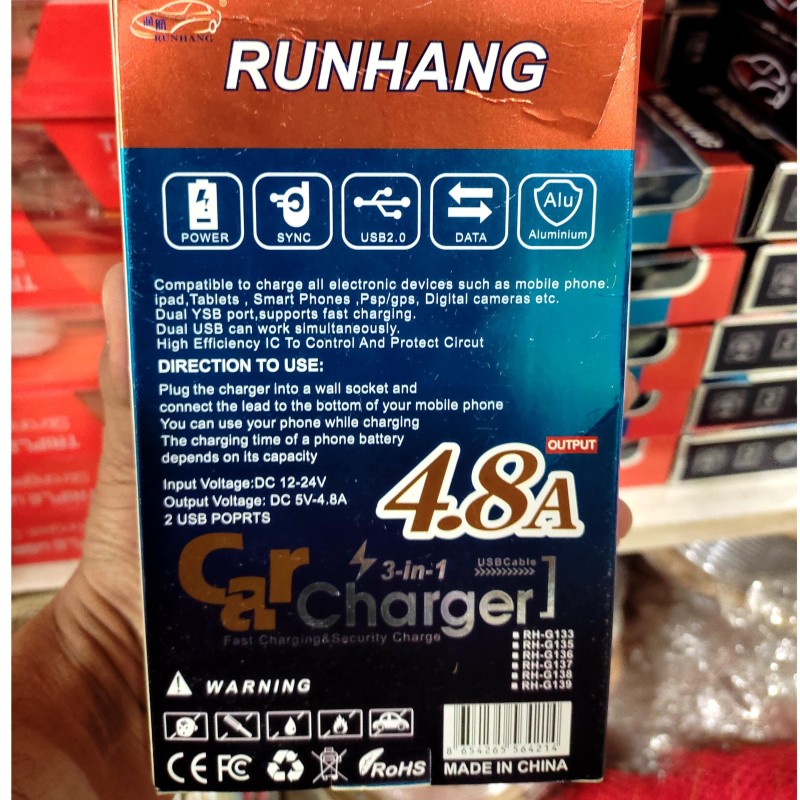 RUNHANG
RUNHANG
POWER
SYNC
USB2.0
DATA
Alu
Aluminium
Compatible to charge all electronic devices such as mobile phone.
ipad,Tablets , Smart Phones ,Psp/gps, Digital cameras etc.
Dual YSB port,supports fast charging.
Dual USB can work simultaneously.
High Efficiency IC To Control And Protect Circut
DIRECTION TO USE:
Plug the charger into a wall socket and
connect the lead to the bottom of your mobile phone
You can use your phone while charging
The charging time of a phone battery
depends on its capacity
OUTPUT
4.8A
Input Voltage:DC 12-24V
Output Voltage: DC 5V-4.8A
2 USB POPRTS
Car Charger
3-in-1
USBCable
Fast Charging&Security Charge
RH-G133
RH-G135
RH-G136
RH-G137
RH-G138
RH-G139
WARNING
8 654265 564214
CE FC RoHS
MADE IN CHINA
RUNHANG